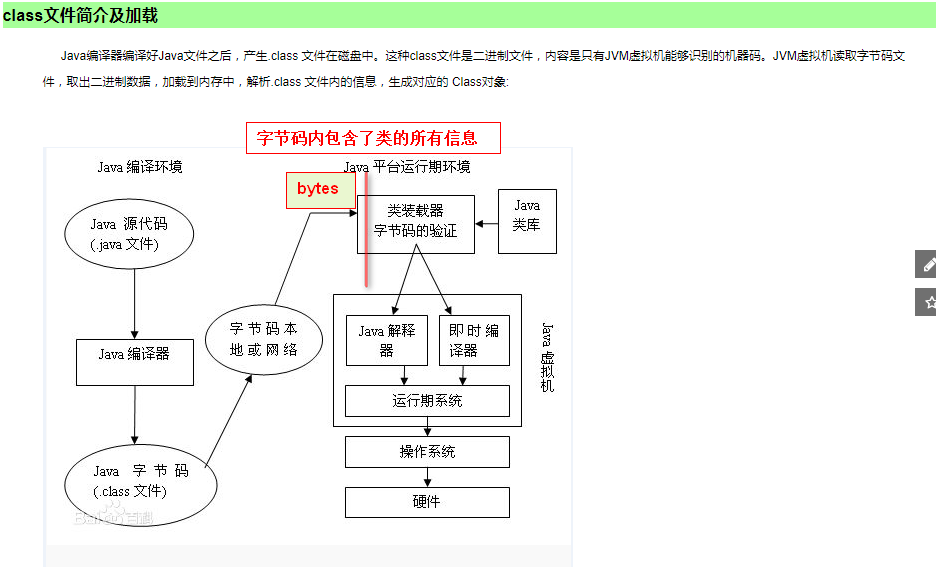 class文件简介及加载
Java编译器编译好Java文件之后，产生.class 文件在磁盘中。这种class文件是二进制文件，内容是只有JVM虚拟机能够识别的机器码。JVM虚拟机读取字节码文
件，取出二进制数据，加载到内存中，解析.class 文件内的信息，生成对应的 Class对象:
字节码内包含了类的所有信息
Java 编译环境
Java 平台运行期环境
bytes
Java 源代码
(.java 文件)
类装载器
字节码的验证
Java
类库
字节码本
地或网络
Java 编译器
Java 解释
器
即时编
译器
Java 虚拟机
运行期系统
操作系统
硬件
Java 字节码
(.class 文件)
Baidu百科